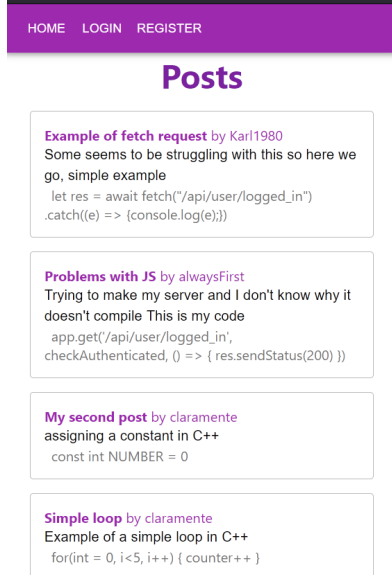 HOME LOGIN REGISTER
Posts
Example of fetch request by Karl1980
Some seems to be struggling with this so here we
go, simple example
let res = await fetch("/api/user/logged_in")
.catch((e) => {console.log(e);})
Problems with JS by alwaysFirst
Trying to make my server and I don't know why it
doesn't compile This is my code
app.get('/api/user/logged_in',
checkAuthenticated, () => { res.sendStatus(200) })
My second post by claramente
assigning a constant in C++
const int NUMBER = 0
Simple loop by claramente
Example of a simple loop in C++
for(int = 0, i<5, i++) { counter++ }